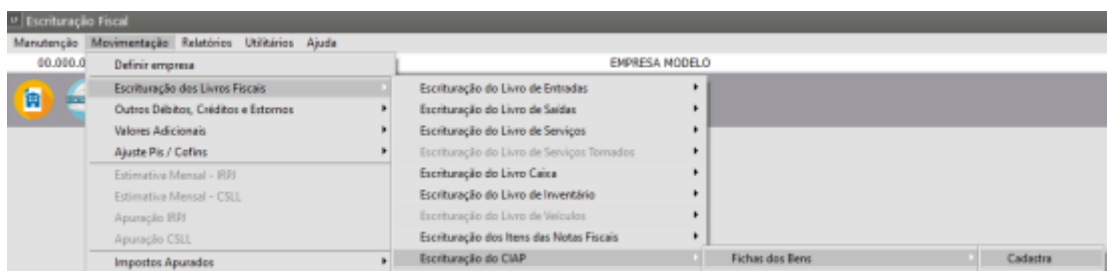 Escrituração Fiscal
Manutenção Movimentação Relatórios Utilitários Ajuda
00.000.0 Definir empresa EMPRESA MODELO
Escrituração dos Livros Fiscais Escrituração do Livro de Entradas
Outros Débitos, Créditos e Estornos Escrituração do Livro de Saídas
Valores Adicionais Escrituração do Livro de Serviços
Ajuste Pis / Cofins Escrituração do Livro de Serviços Tomados
Estimativa Mensal - IRPJ Escrituração do Livro Caixa
Estimativa Mensal - CSLL Escrituração do Livro de Inventário
Apuração IRPJ Escrituração do Livro de Veículos
Apuração CSLL Escrituração dos Itens das Notas Fiscais
Impostos Apurados Escrituração do CIAP Fichas dos Bens Cadastra